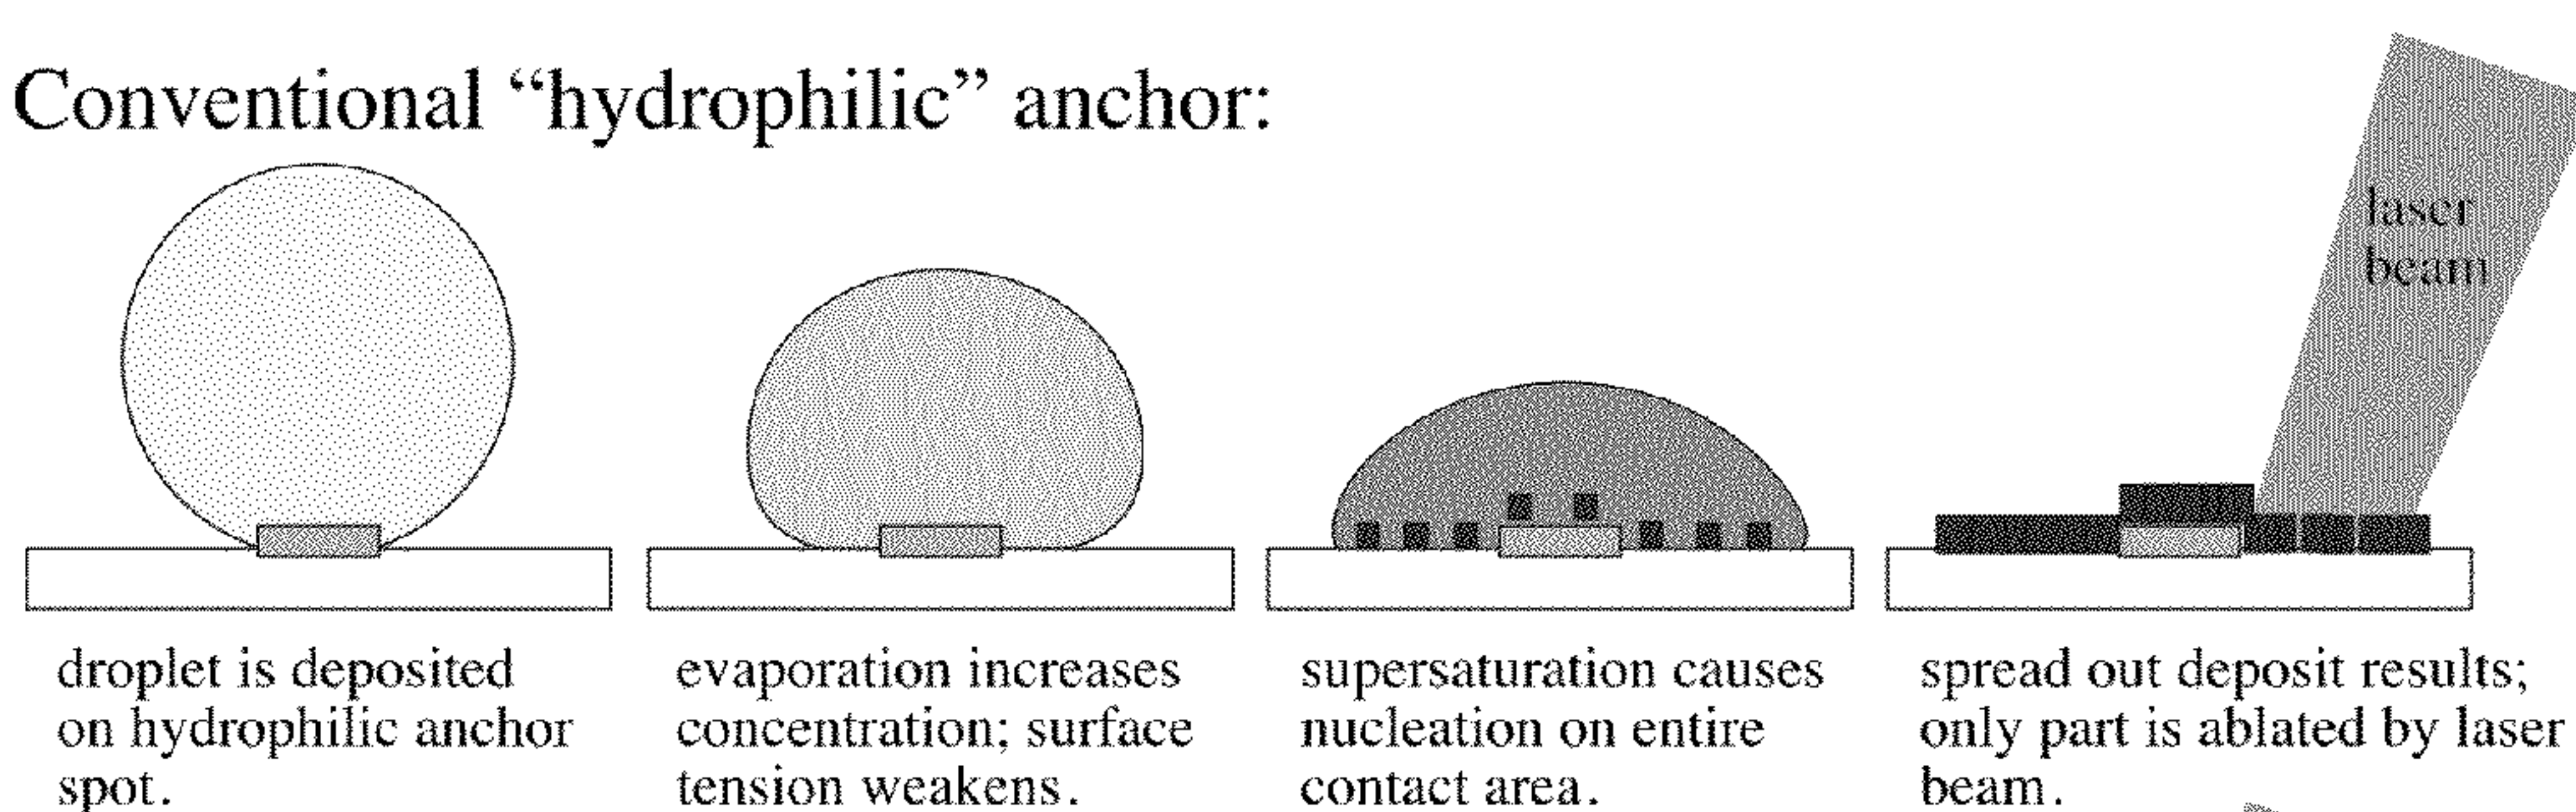 Conventional “hydrophilic” anchor:
laser
beam
droplet is deposited
on hydrophilic anchor
spot.
evaporation increases
concentration; surface
tension weakens.
supersaturation causes
nucleation on entire
contact area.
spread out deposit results;
only part is ablated by laser
beam.